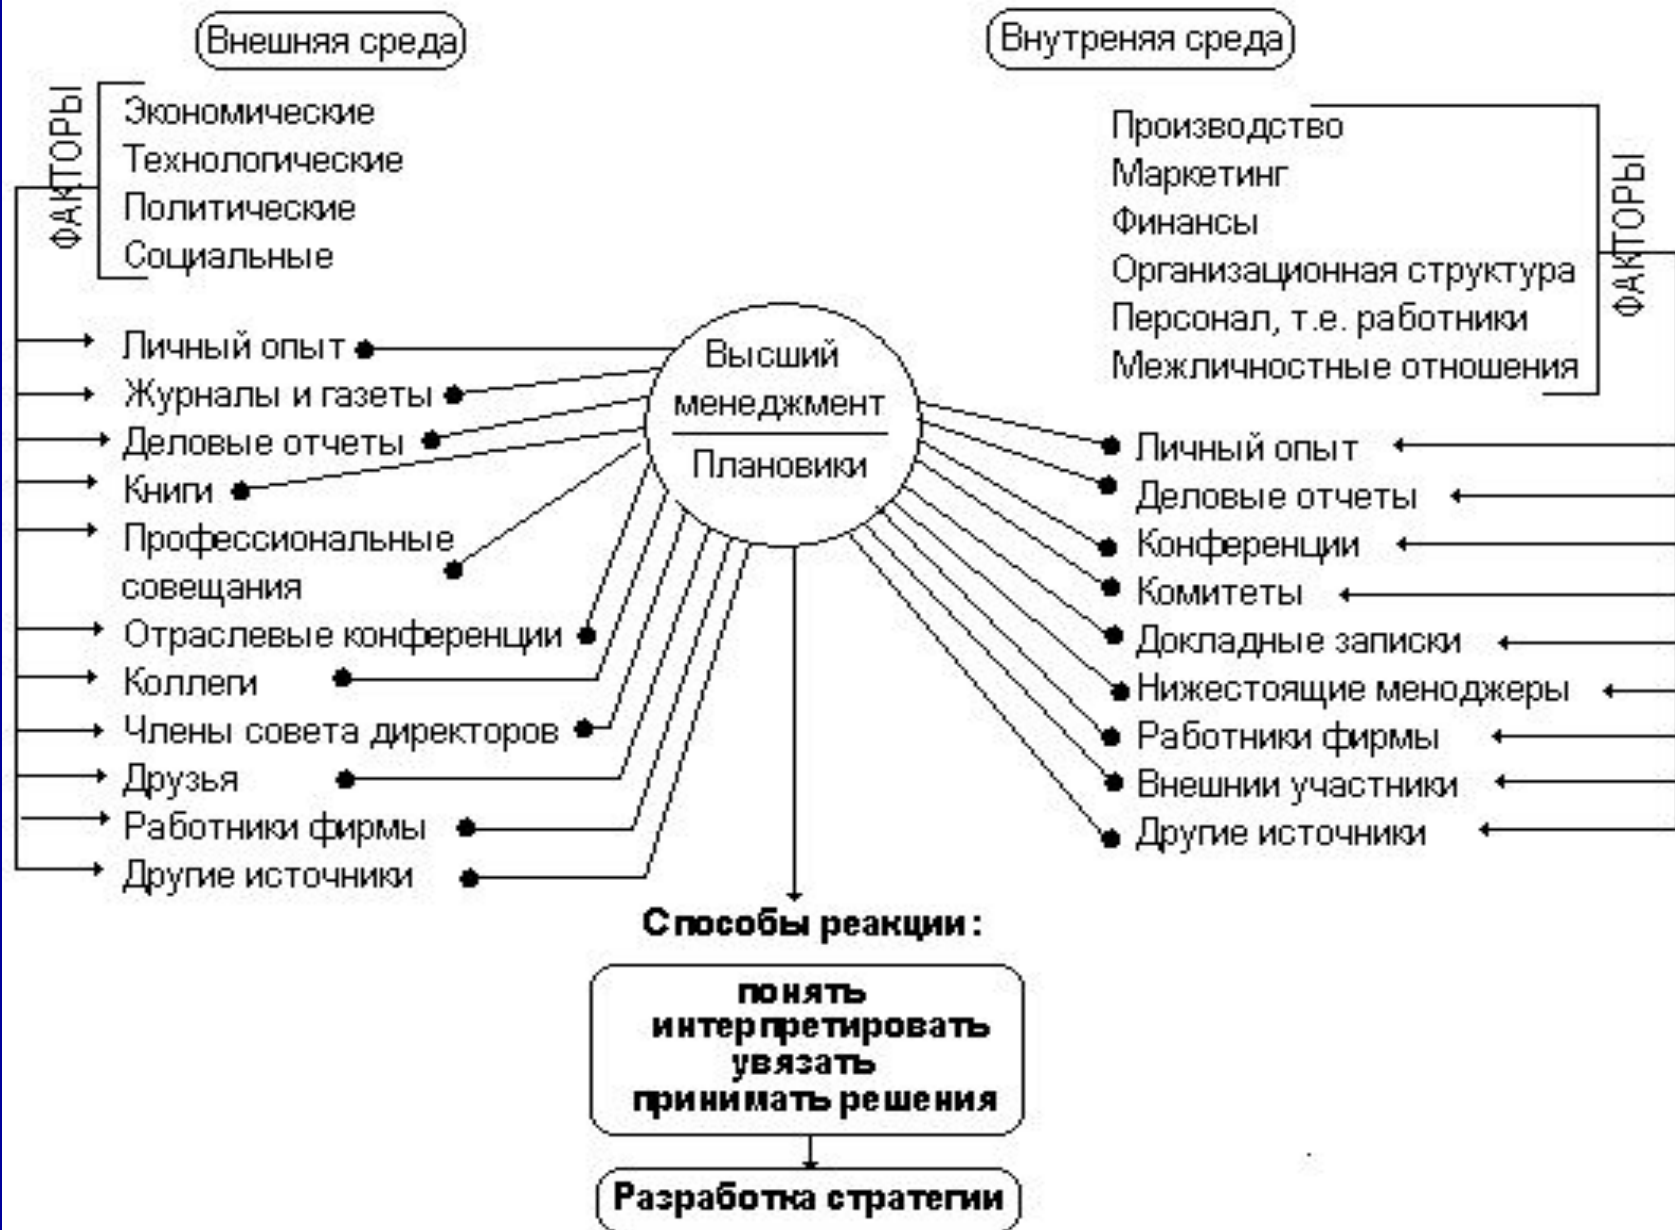 Внешняя среда
ФАКТОРЫ
Экономические
Технологические
Политические
Социальные
Личный опыт
Журналы и газеты
Деловые отчеты
Книги
Профессиональные
совещания
Отраслевые конференции
Коллеги
Члены совета директоров
Друзья
Работники фирмы
Другие источники
Высший
менеджмент
Плановики
Внутреняя среда
Производство
Маркетинг
Финансы
Организационная структура
Персонал, т.е. работники
Межличностные отношения
ФАКТОРЫ
Личный опыт
Деловые отчеты
Конференции
Комитеты
Докладные записки
Нижестоящие меноджеры
Работники фирмы
Внешнии участники
Другие источники
Способы реакции:
понять
интерпретировать
увязать
принимать решения
Разработка стратегии